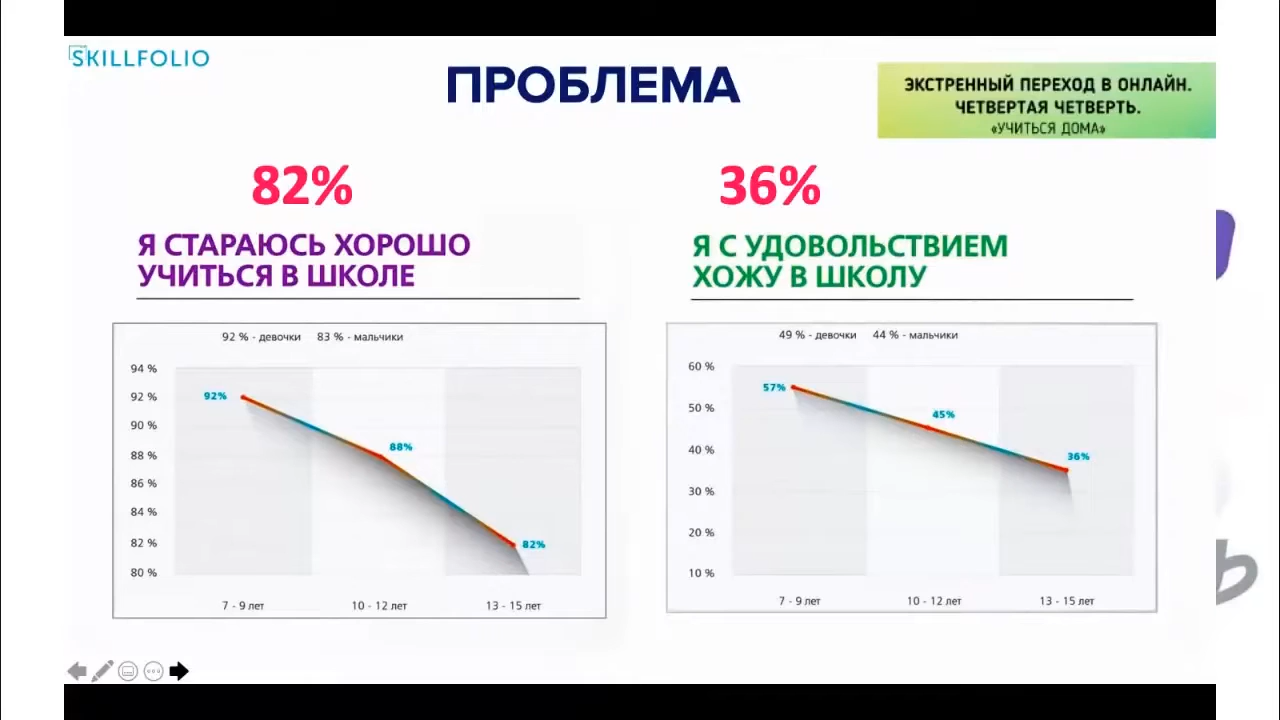 SKILLFOLIO
ПРОБЛЕМА
ЭКСТРЕННЫЙ ПЕРЕХОД В ОНЛАЙН.
ЧЕТВЕРТАЯ ЧЕТВЕРТЬ.
«УЧИТЬСЯ ДОМА»
82%
Я СТАРАЮСЬ ХОРОШО
УЧИТЬСЯ В ШКОЛЕ
92 % - девочки 83 % - мальчики
94 %
92 %
90 %
88 %
86 %
84 %
82 %
80 %
92%
88%
82%
7 - 9 лет 10 - 12 лет 13 - 15 лет
36%
Я С УДОВОЛЬСТВИЕМ
ХОЖУ В ШКОЛУ
49 % - девочки 44 % - мальчики
60 %
50 %
40 %
30 %
20 %
10 %
57%
45%
36%
7 - 9 лет 10 - 12 лет 13 - 15 лет
Ь